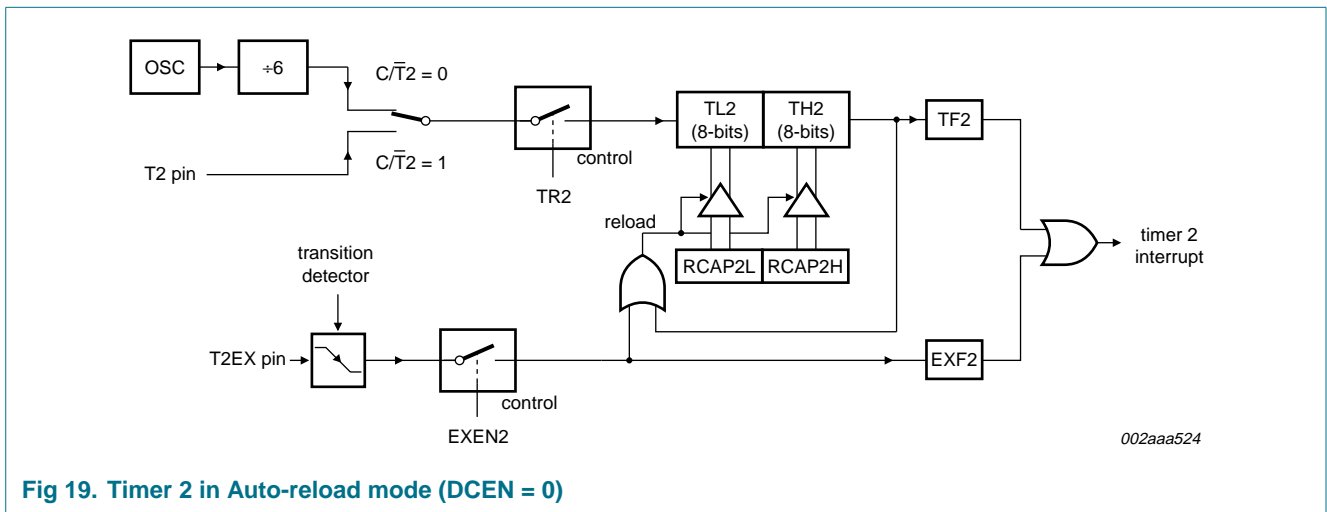 OSC
÷6
C/T̅2 = 0
TL2
(8-bits)
TH2
(8-bits)
TF2
control
C/T̅2 = 1
T2 pin
TR2
reload
timer 2
interrupt
transition
detector
RCAP2L
RCAP2H
T2EX pin
EXF2
control
EXEN2
002aaa524
Fig 19. Timer 2 in Auto-reload mode (DCEN = 0)